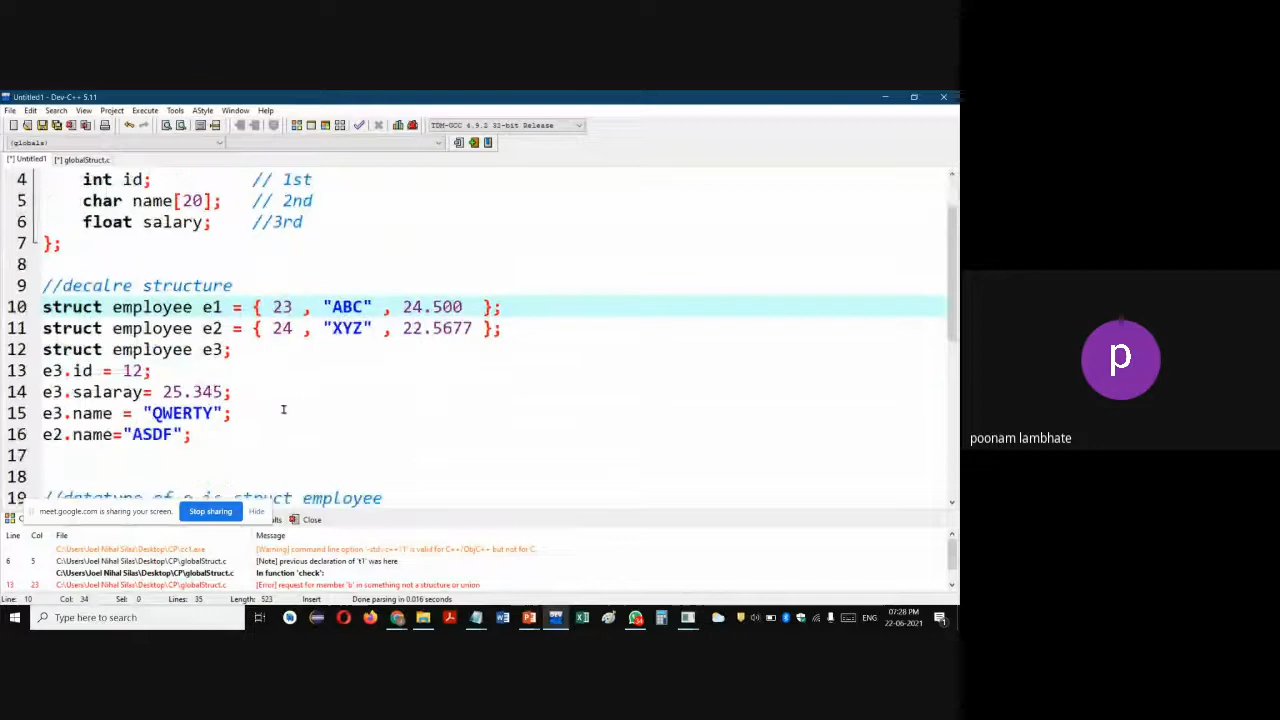 Untitled1 - Dev-C++ 5.11
File Edit Search View Project Execute Tools AStyle Window Help
TDM-GCC 4.9.2 32-bit Release
(globals)
[*] Untitled1 [*] globalStruct.c
4 int id; // 1st
5 char name[20]; // 2nd
6 float salary; //3rd
7 };
8
9 //decalre structure
10 struct employee e1 = { 23 , "ABC" , 24.500 };
11 struct employee e2 = { 24 , "XYZ" , 22.5677 };
12 struct employee e3;
13 e3.id = 12;
14 e3.salaray= 25.345;
15 e3.name = "QWERTY";
16 e2.name="ASDF";
17
18
19 //datatype of e is struct employee
meet.google.com is sharing your screen. Stop sharing Hide
Close
Line Col File Message
C:\Users\Joel Nihal Silas\Desktop\CP\cc1.exe [Warning] command line option '-std=c++11' is valid for C++/ObjC++ but not for C.
6 5 C:\Users\Joel Nihal Silas\Desktop\CP\globalStruct.c [Note] previous declaration of 't1' was here
C:\Users\Joel Nihal Silas\Desktop\CP\globalStruct.c In function 'check':
13 23 C:\Users\Joel Nihal Silas\Desktop\CP\globalStruct.c [Error] request for member 'b' in something not a structure or union
Line: 10 Col: 34 Sel: 0 Lines: 35 Length: 523 Insert Done parsing in 0.016 seconds
Type here to search
ENG
07:28 PM
22-06-2021
p
poonam lambhate